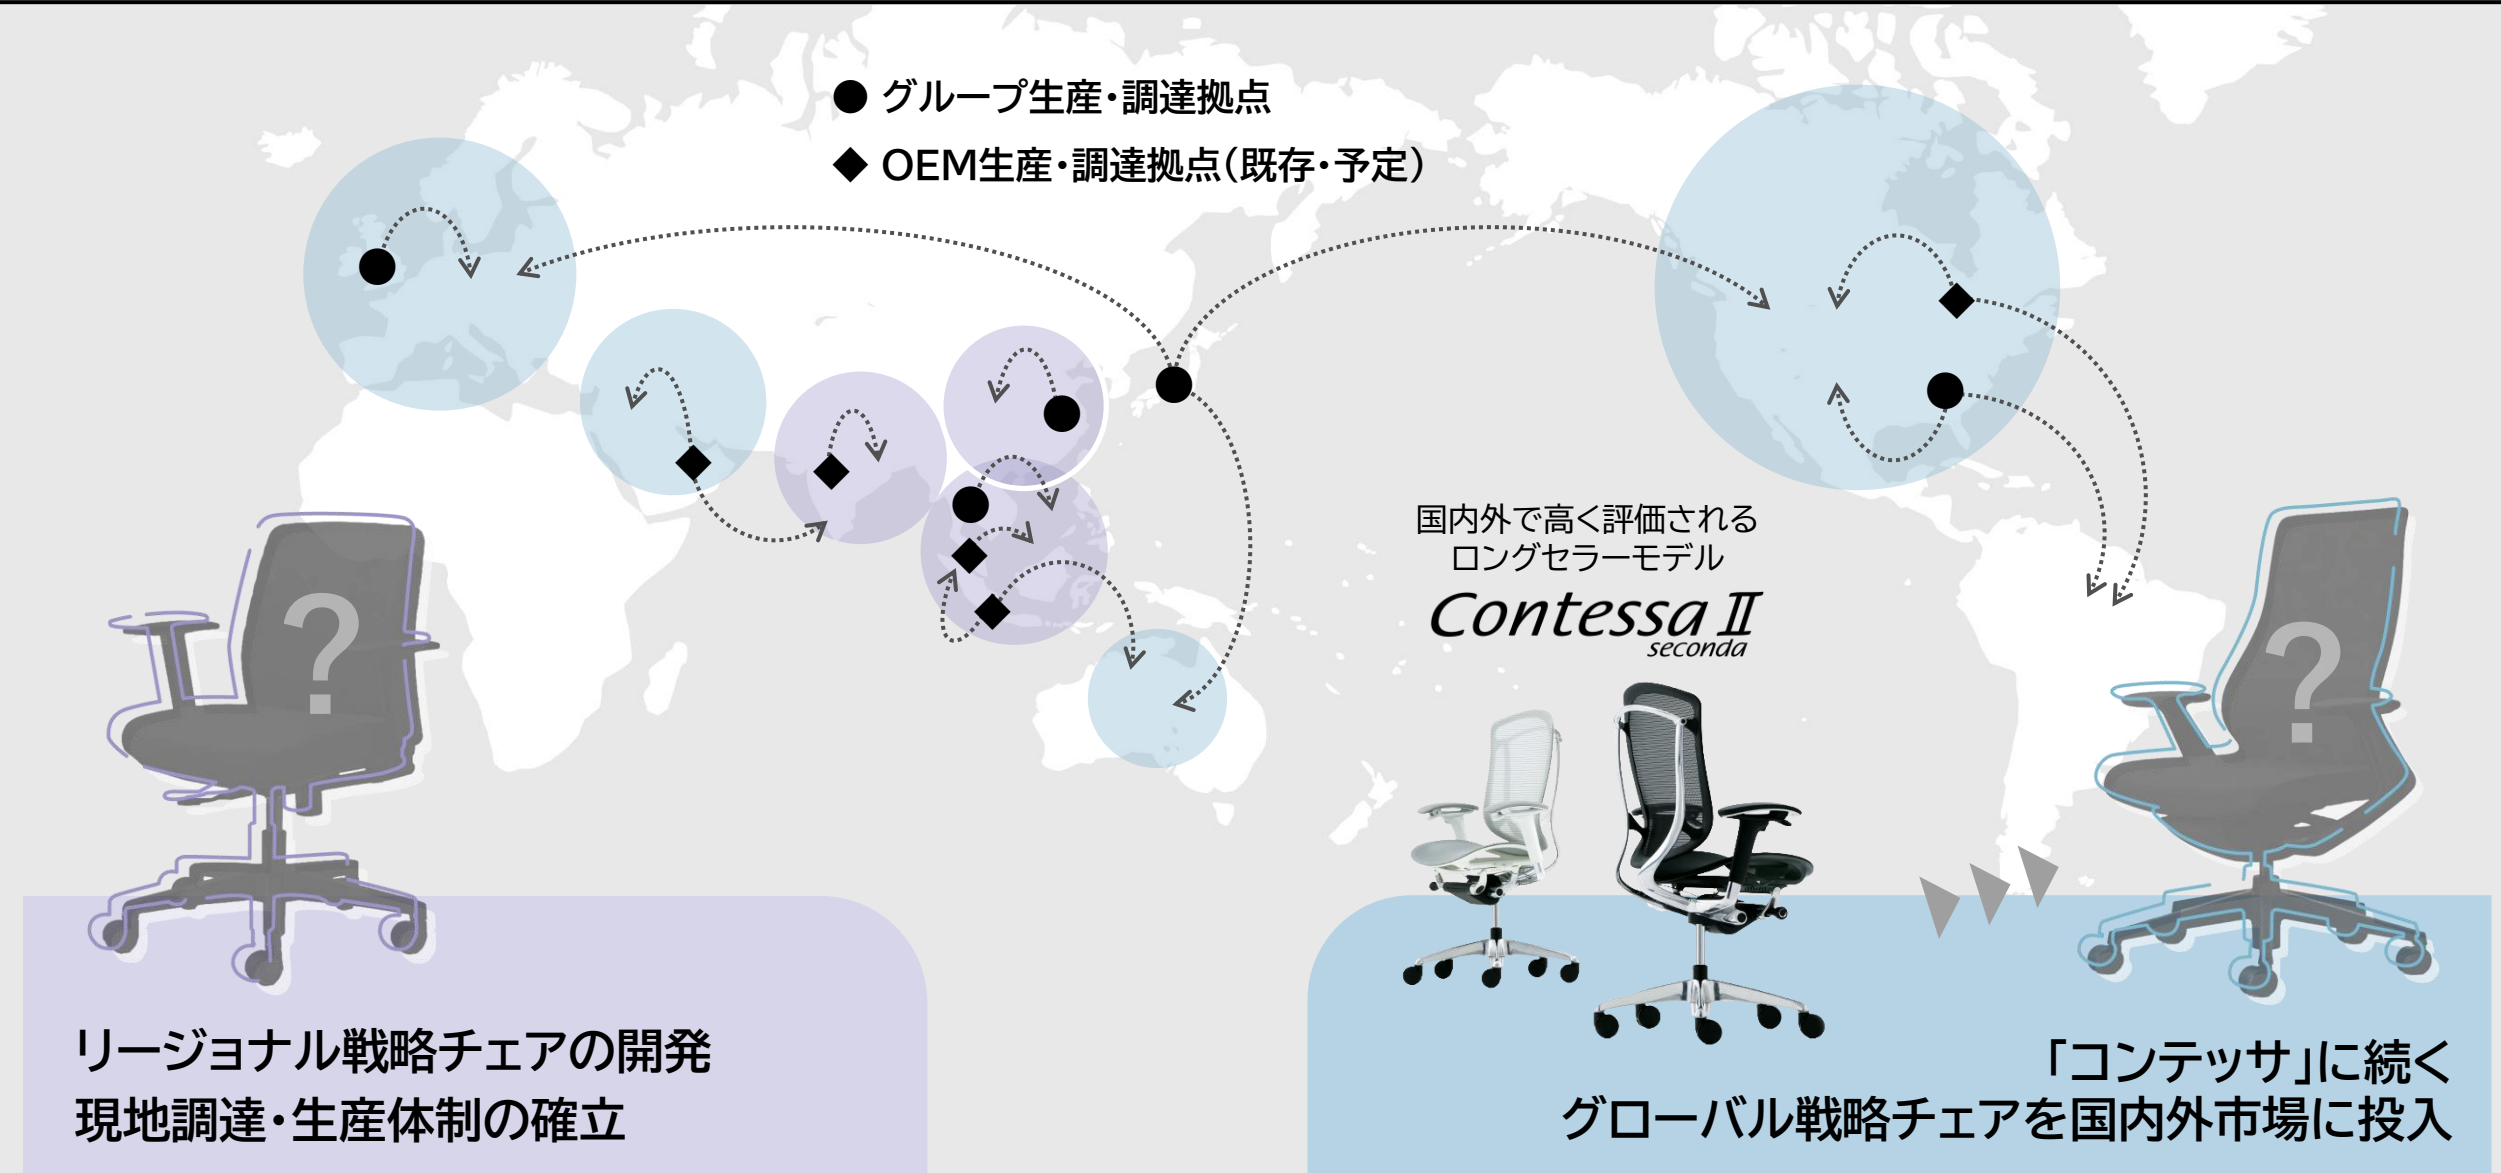 ● グループ生産・調達拠点
◆ OEM生産・調達拠点（既存・予定）
国内外で高く評価される
ロングセラーモデル
Contessa II
seconda
?
?
リージョナル戦略チェアの開発
現地調達・生産体制の確立
「コンテッサ」に続く
グローバル戦略チェアを国内外市場に投入